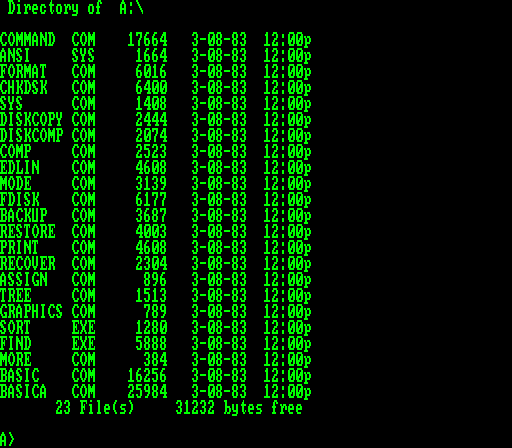 Directory of  A:\
COMMAND  COM    17664   3-08-83  12:00p
ANSI     SYS     1664   3-08-83  12:00p
FORMAT   COM     6016   3-08-83  12:00p
CHKDSK   COM     6400   3-08-83  12:00p
SYS      COM     1408   3-08-83  12:00p
DISKCOPY COM     2444   3-08-83  12:00p
DISKCOMP COM     2074   3-08-83  12:00p
COMP     COM     2523   3-08-83  12:00p
EDLIN    COM     4608   3-08-83  12:00p
MODE     COM     3139   3-08-83  12:00p
FDISK    COM     6177   3-08-83  12:00p
BACKUP   COM     3687   3-08-83  12:00p
RESTORE  COM     4003   3-08-83  12:00p
PRINT    COM     4608   3-08-83  12:00p
RECOVER  COM     2304   3-08-83  12:00p
ASSIGN   COM      896   3-08-83  12:00p
TREE     COM     1513   3-08-83  12:00p
GRAPHICS COM      789   3-08-83  12:00p
SORT     EXE     1280   3-08-83  12:00p
FIND     EXE     5888   3-08-83  12:00p
MORE     COM      384   3-08-83  12:00p
BASIC    COM    16256   3-08-83  12:00p
BASICA   COM    25984   3-08-83  12:00p
       23 File(s)     31232 bytes free
A>